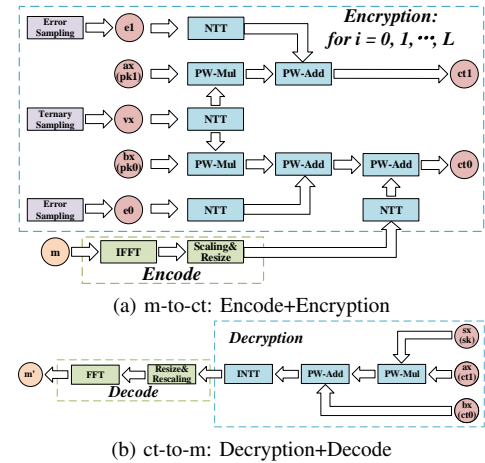 Encryption:
for i = 0, 1, ···, L
Error
Sampling
e1
NTT
ax
(pk1)
PW-Mul
PW-Add
ct1
Ternary
Sampling
vx
NTT
bx
(pk0)
PW-Mul
PW-Add
PW-Add
ct0
Error
Sampling
e0
NTT
NTT
m
IFFT
Scaling&
Resize
Encode
(a) m-to-ct: Encode+Encryption
Decryption
sx
(sk)
m'
FFT
Resize&
Rescaling
INTT
PW-Add
PW-Mul
ax
(ct1)
Decode
bx
(ct0)
(b) ct-to-m: Decryption+Decode